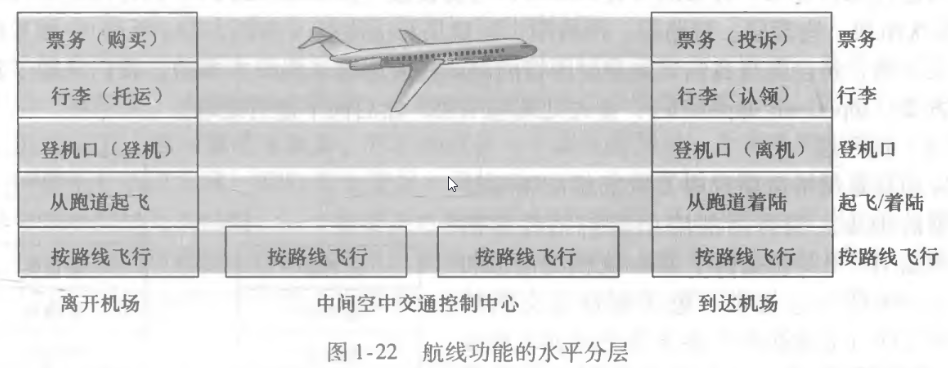 票务（购买） 票务（投诉） 票务
行李（托运） 行李（认领） 行李
登机口（登机） 登机口（离机） 登机口
从跑道起飞 从跑道着陆 起飞/着陆
按路线飞行 按路线飞行 按路线飞行 按路线飞行 按路线飞行
离开机场 中间空中交通控制中心 到达机场
图 1-22 航线功能的水平分层